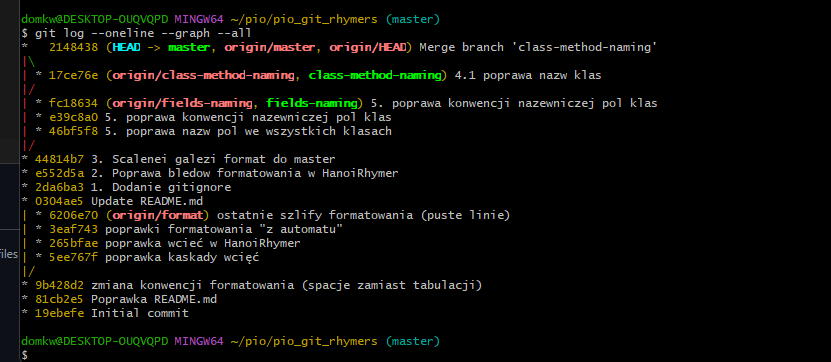 domkw@DESKTOP-OUQVQPD MINGW64 ~/pio/pio_git_rhymers (master)
$ git log --oneline --graph --all
*   2148438 (HEAD -> master, origin/master, origin/HEAD) Merge branch 'class-method-naming'
|\
| * 17ce76e (origin/class-method-naming, class-method-naming) 4.1 poprawa nazw klas
|/
| * fc18634 (origin/fields-naming, fields-naming) 5. poprawa konwencji nazewniczej pol klas
| * e39c8a0 5. poprawa konwencji nazewniczej pol klas
| * 46bf5f8 5. poprawa nazw pol we wszystkich klasach
|/
* 44814b7 3. Scalenei galezi format do master
* e552d5a 2. Poprawa bledow formatowania w HanoiRhymer
* 2da6ba3 1. Dodanie gitignore
* 0304ae5 Update README.md
| * 6206e70 (origin/format) ostatnie szlify formatowania (puste linie)
| * 3eaf743 poprawki formatowania "z automatu"
| * 265bfae poprawka wcieć w HanoiRhymer
| * 5ee767f poprawka kaskady wcięć
|/
* 9b428d2 zmiana konwencji formatowania (spacje zamiast tabulacji)
* 81cb2e5 Poprawka README.md
* 19ebefe Initial commit
domkw@DESKTOP-OUQVQPD MINGW64 ~/pio/pio_git_rhymers (master)
$
files